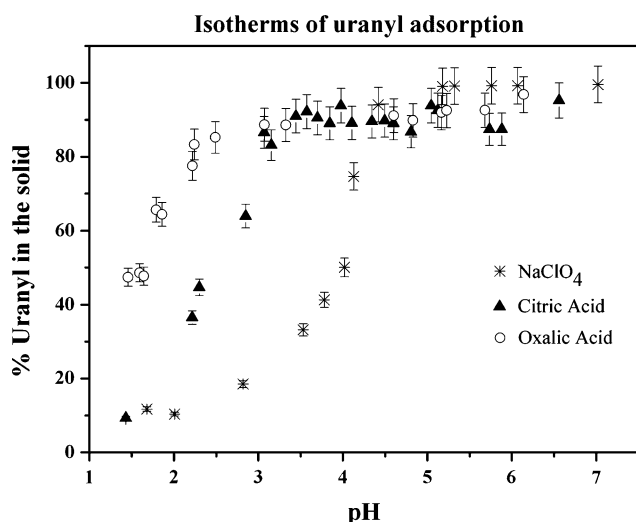 Isotherms of uranyl adsorption
% Uranyl in the solid
100
80
60
40
20
0
NaClO4
Citric Acid
Oxalic Acid
1 2 3 4 5 6 7
pH